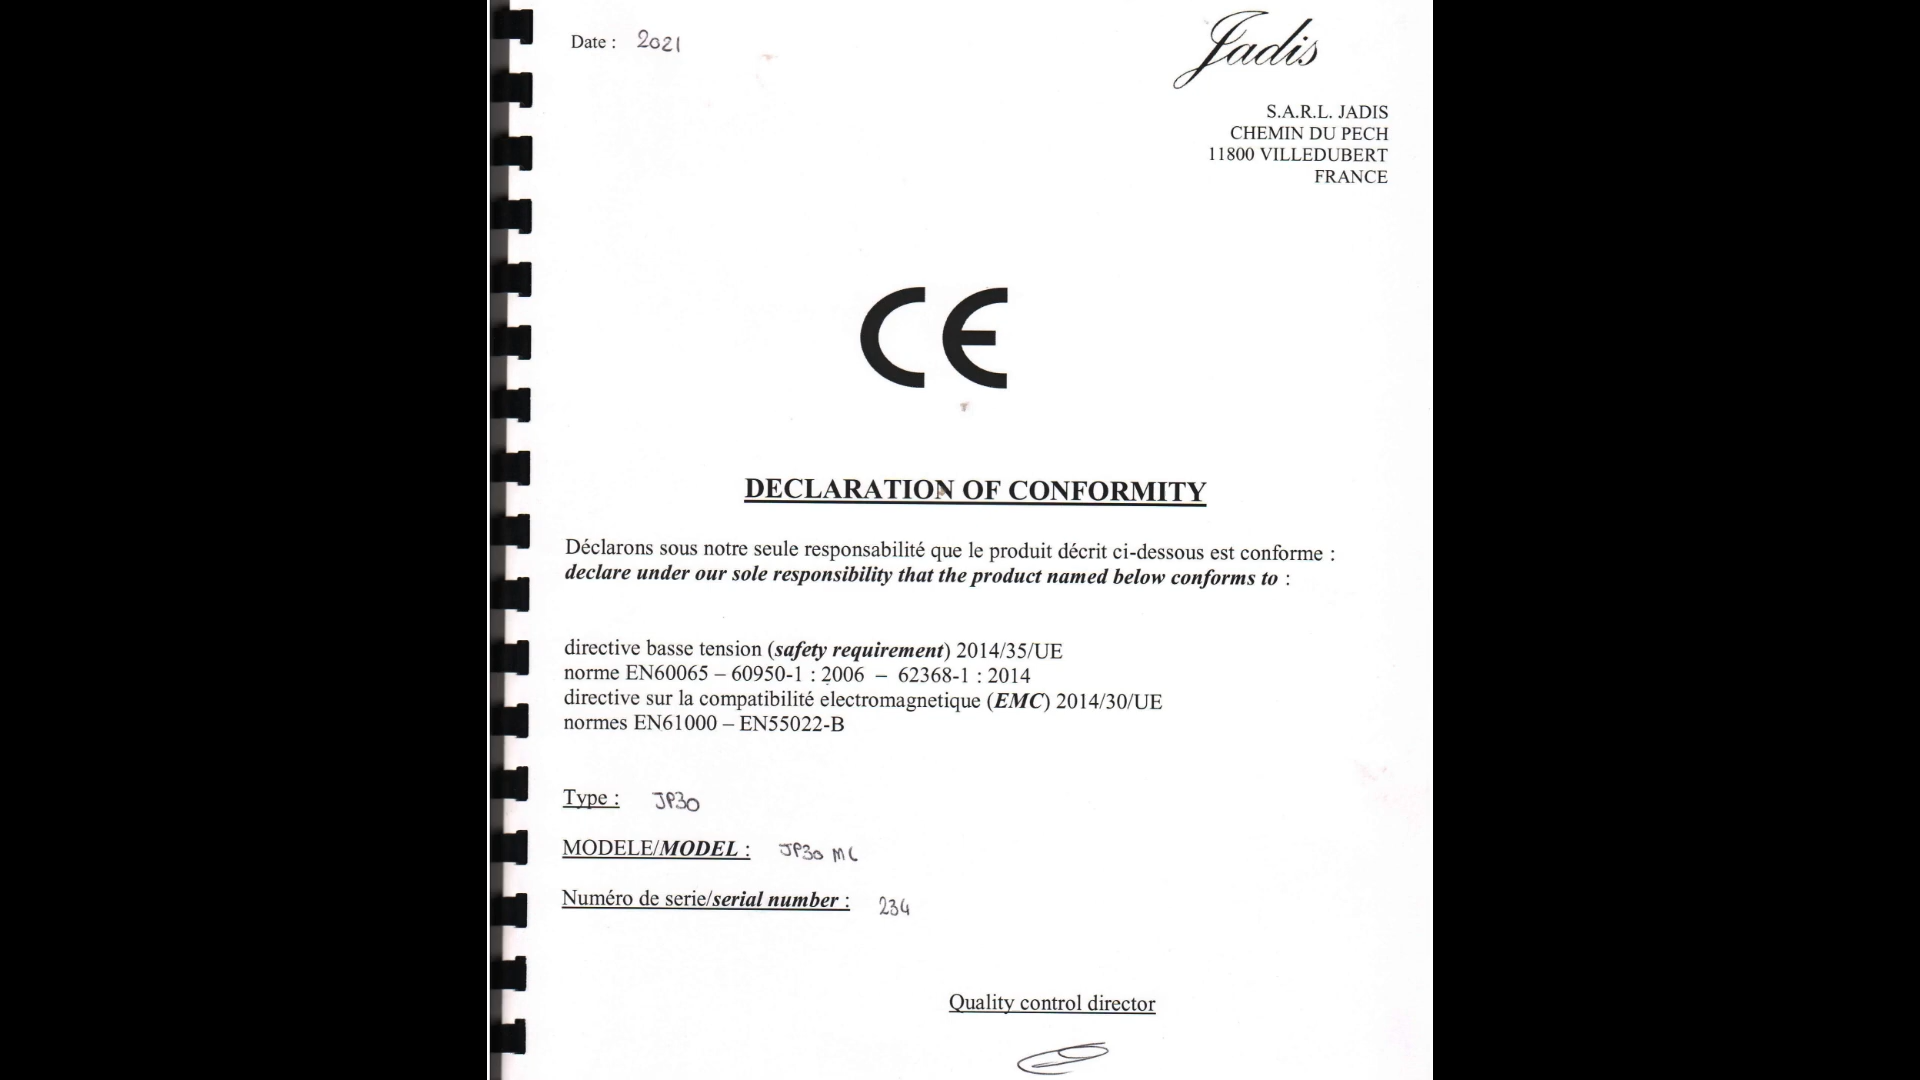 Date : 2021
Jadis
S.A.R.L. JADIS
CHEMIN DU PECH
11800 VILLEDUBERT
FRANCE
CE
DECLARATION OF CONFORMITY
Déclarons sous notre seule responsabilité que le produit décrit ci-dessous est conforme :
declare under our sole responsibility that the product named below conforms to :
directive basse tension (safety requirement) 2014/35/UE
norme EN60065 – 60950-1 : 2006 – 62368-1 : 2014
directive sur la compatibilité electromagnetique (EMC) 2014/30/UE
normes EN61000 – EN55022-B
Type : JP30
MODELE/MODEL : JP30 MC
Numéro de serie/serial number : 234
Quality control director